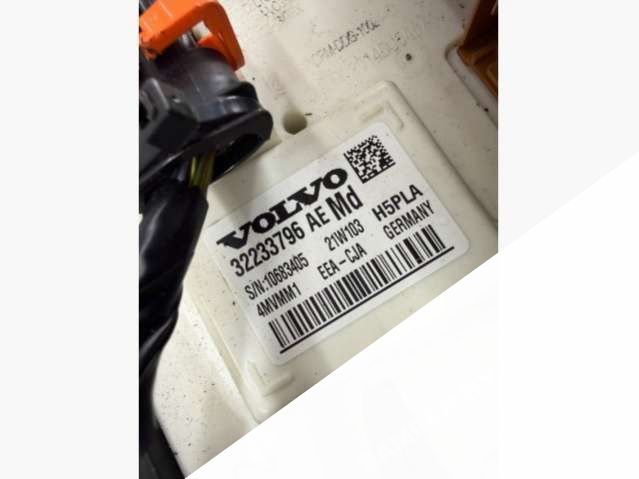 VOLVO
32233796 AE Md
S/N:10683405 21W103 H5PLA
4MVMM1 EEA-CJA GERMANY